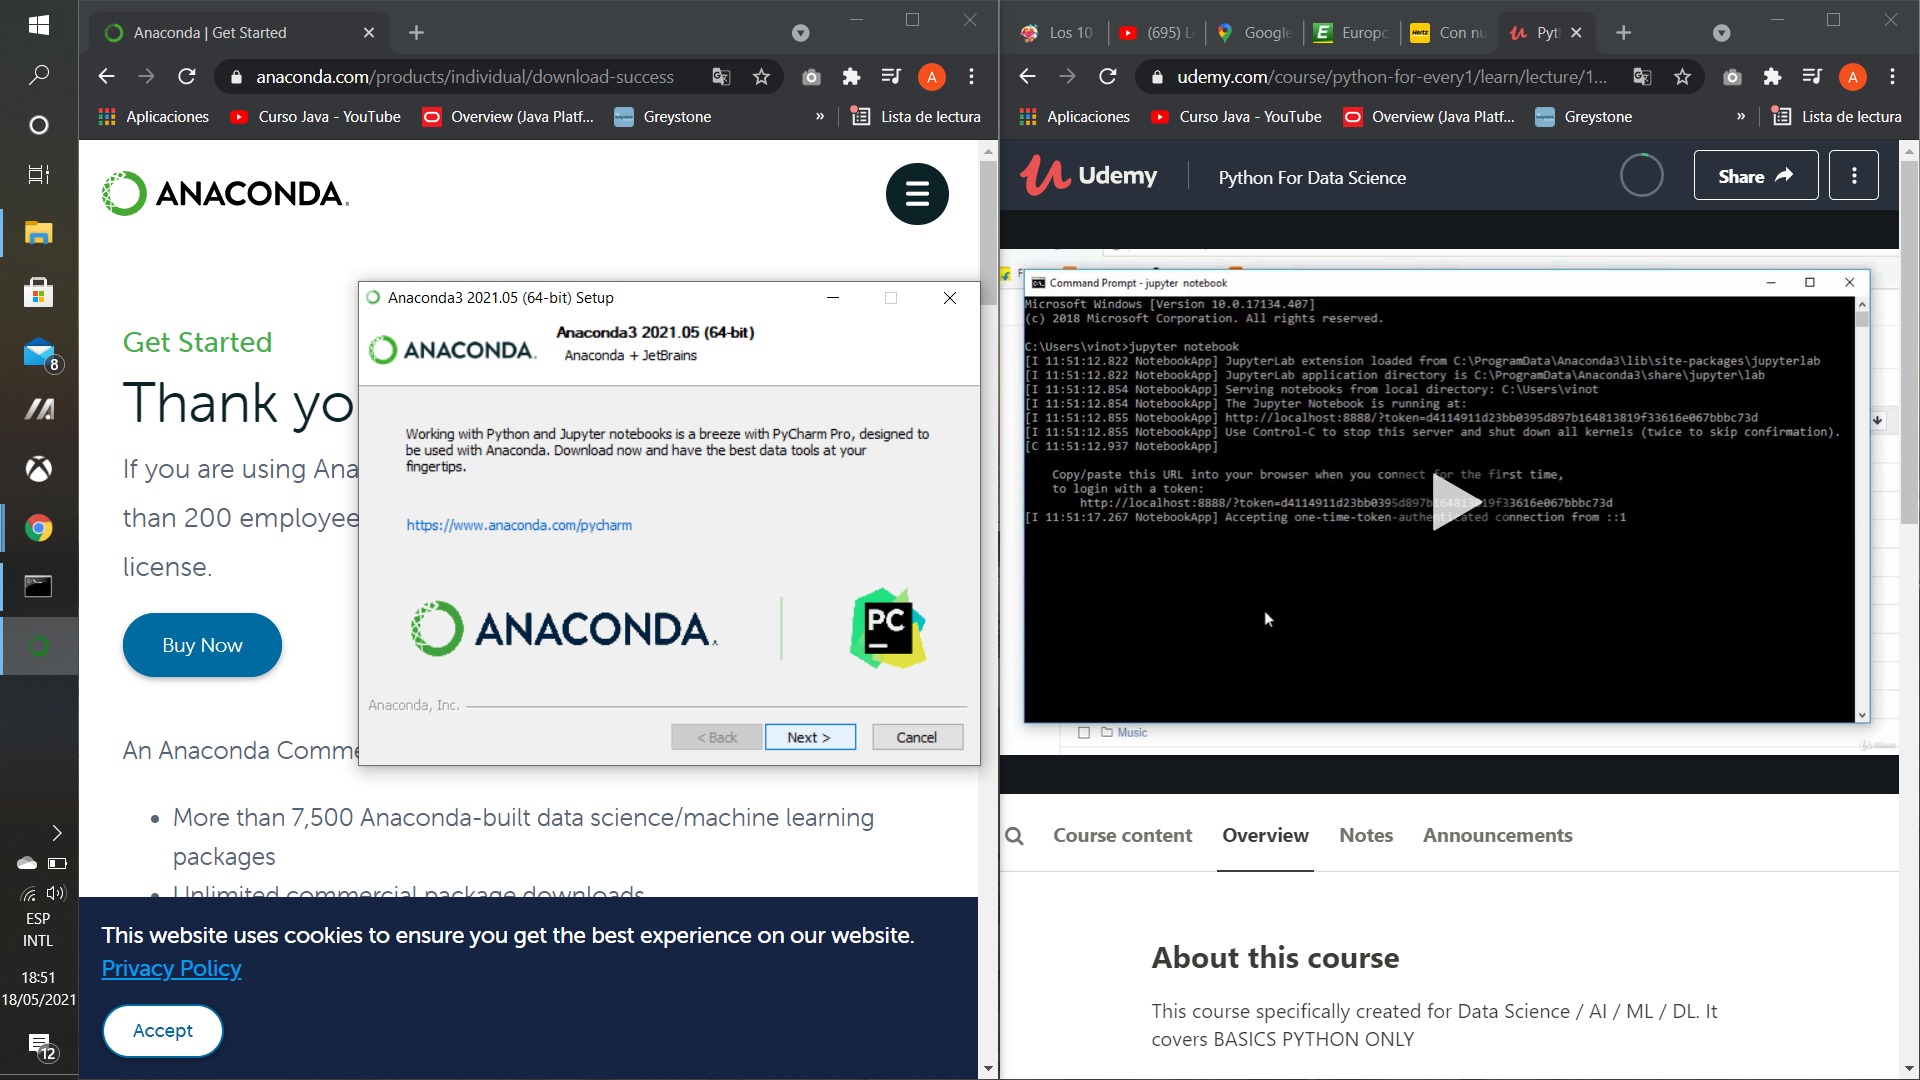 Anaconda | Get Started
anaconda.com/products/individual/download-success
A
Aplicaciones
Curso Java - YouTube
Overview (Java Platf...
Greystone
»
Lista de lectura
ANACONDA.
Get Started
Thank yo
If you are using Ana
than 200 employee
license.
Buy Now
An Anaconda Comme
• More than 7,500 Anaconda-built data science/machine learning
packages
• Unlimited commercial package downloads
This website uses cookies to ensure you get the best experience on our website.
Privacy Policy
Accept
Anaconda3 2021.05 (64-bit) Setup
ANACONDA.
Anaconda3 2021.05 (64-bit)
Anaconda + JetBrains
Working with Python and Jupyter notebooks is a breeze with PyCharm Pro, designed to
be used with Anaconda. Download now and have the best data tools at your
fingertips.
https://www.anaconda.com/pycharm
ANACONDA.
PC
Anaconda, Inc.
< Back
Next >
Cancel
8
ESP
INTL
18:51
18/05/2021
12
Los 10
(695) L
Google
Europc
Hertz
Con nu
Pyt
udemy.com/course/python-for-every1/learn/lecture/1...
A
Aplicaciones
Curso Java - YouTube
Overview (Java Platf...
Greystone
»
Lista de lectura
Udemy
Python For Data Science
Share
Command Prompt - jupyter notebook
Microsoft Windows [Version 10.0.17134.407]
(c) 2018 Microsoft Corporation. All rights reserved.
C:\Users\vinot>jupyter notebook
[I 11:51:12.822 NotebookApp] JupyterLab extension loaded from C:\ProgramData\Anaconda3\lib\site-packages\jupyterlab
[I 11:51:12.822 NotebookApp] JupyterLab application directory is C:\ProgramData\Anaconda3\share\jupyter\lab
[I 11:51:12.854 NotebookApp] Serving notebooks from local directory: C:\Users\vinot
[I 11:51:12.854 NotebookApp] The Jupyter Notebook is running at:
[I 11:51:12.855 NotebookApp] http://localhost:8888/?token=d4114911d23bb0395d897b164813819f33616e067bbbc73d
[I 11:51:12.855 NotebookApp] Use Control-C to stop this server and shut down all kernels (twice to skip confirmation).
[C 11:51:12.937 NotebookApp]
Copy/paste this URL into your browser when you connect for the first time,
to login with a token:
http://localhost:8888/?token=d4114911d23bb0395d897b164813819f33616e067bbbc73d
[I 11:51:17.267 NotebookApp] Accepting one-time-token-authenticated connection from ::1
Music
Udemy
Course content
Overview
Notes
Announcements
About this course
This course specifically created for Data Science / AI / ML / DL. It
covers BASICS PYTHON ONLY